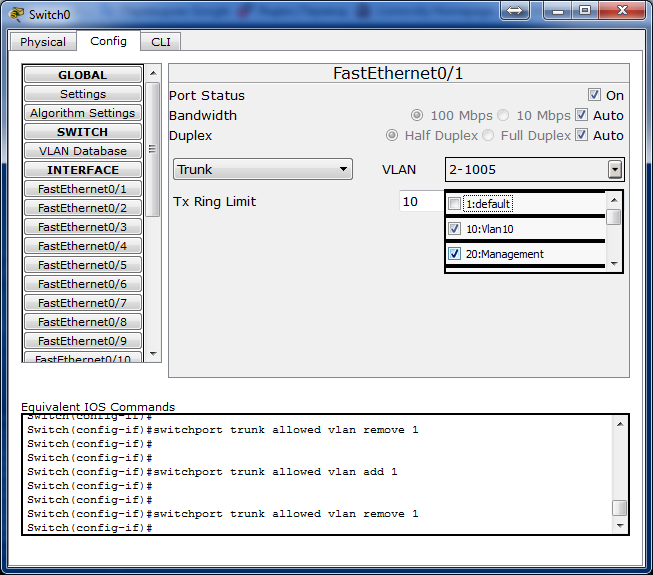 Switch0
Physical Config CLI
GLOBAL
Settings
Algorithm Settings
SWITCH
VLAN Database
INTERFACE
FastEthernet0/1
FastEthernet0/2
FastEthernet0/3
FastEthernet0/4
FastEthernet0/5
FastEthernet0/6
FastEthernet0/7
FastEthernet0/8
FastEthernet0/9
FastEthernet0/10
FastEthernet0/1
Port Status On
Bandwidth 100 Mbps 10 Mbps Auto
Duplex Half Duplex Full Duplex Auto
Trunk VLAN 2-1005
Tx Ring Limit 10
1:default
10:Vlan10
20:Management
Equivalent IOS Commands
Switch(config-if)#
Switch(config-if)#switchport trunk allowed vlan remove 1
Switch(config-if)#
Switch(config-if)#
Switch(config-if)#switchport trunk allowed vlan add 1
Switch(config-if)#
Switch(config-if)#
Switch(config-if)#switchport trunk allowed vlan remove 1
Switch(config-if)#